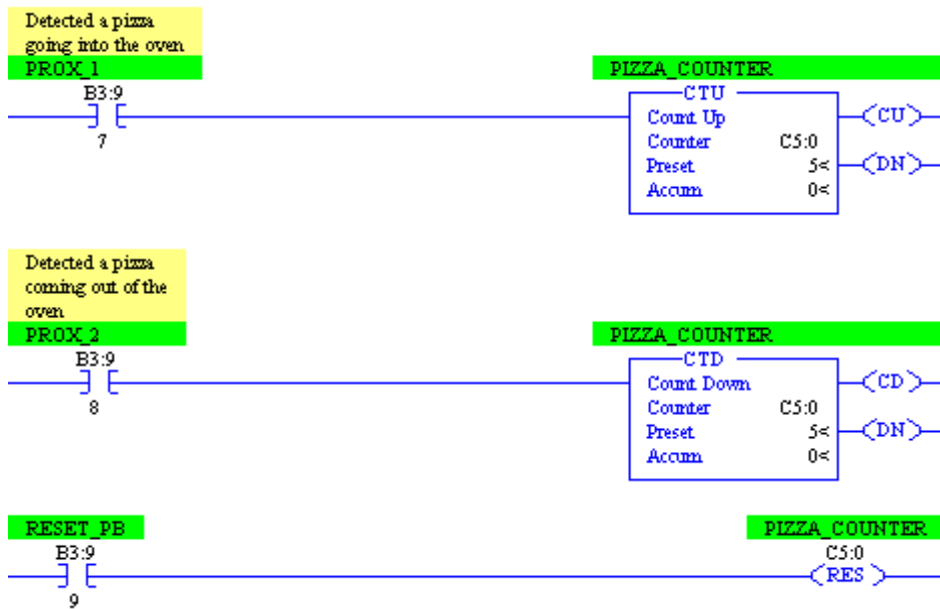 Detected a pizza
going into the oven
PROX_1
B3:9
7
PIZZA_COUNTER
CTU
Count Up
Counter C5:0
Preset 5<
Accum 0<
CU
DN
Detected a pizza
coming out of the
oven
PROX_2
B3:9
8
PIZZA_COUNTER
CTD
Count Down
Counter C5:0
Preset 5<
Accum 0<
CD
DN
RESET_PB
B3:9
9
PIZZA_COUNTER
C5:0
RES